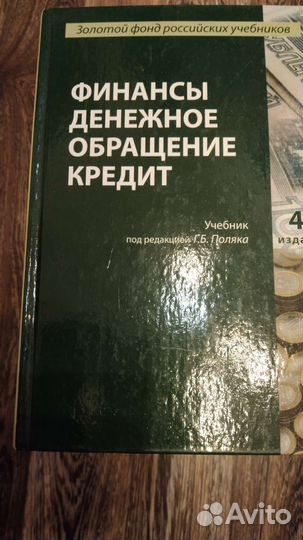 Золотой фонд российских учебников
ФИНАНСЫ
ДЕНЕЖНОЕ
ОБРАЩЕНИЕ
КРЕДИТ
Учебник
под редакцией Г.Б. Поляка
4
изда
Avito